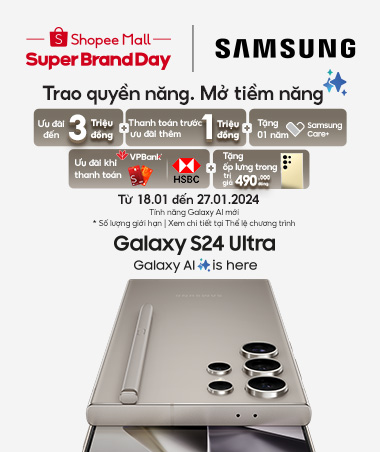 S Shopee Mall
Super Brand Day
SAMSUNG
Trao quyền năng. Mở tiềm năng
Ưu đãi đến 3 Triệu đồng
+
Thanh toán trước ưu đãi thêm 1 Triệu đồng
+
Tặng 01 năm Samsung Care+
Ưu đãi khi thanh toán VPBank HSBC
+
Tặng ốp lưng trong trị giá 490.000 đồng
Từ 18.01 đến 27.01.2024
Tính năng Galaxy AI mới
* Số lượng giới hạn | Xem chi tiết tại Thể lệ chương trình
Galaxy S24 Ultra
Galaxy AI is here
SAMSUNG